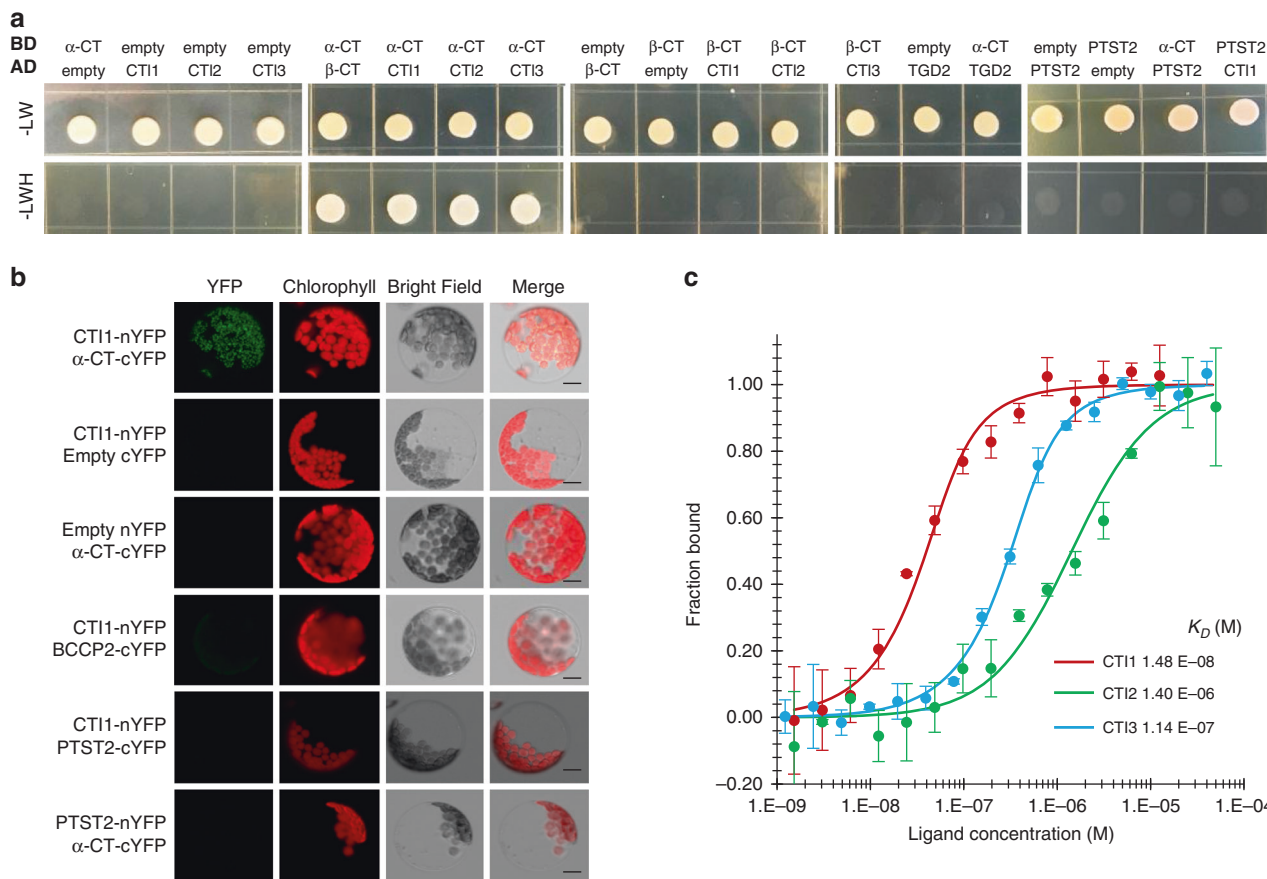 a
BD α-CT empty empty empty α-CT α-CT α-CT α-CT empty β-CT β-CT β-CT β-CT empty α-CT empty PTST2 α-CT PTST2
AD empty CTI1 CTI2 CTI3 β-CT CTI1 CTI2 CTI3 β-CT empty CTI1 CTI2 CTI3 TGD2 TGD2 PTST2 empty PTST2 CTI1
-LW
-LWH
b
YFP Chlorophyll Bright Field Merge
CTI1-nYFP
α-CT-cYFP
CTI1-nYFP
Empty cYFP
Empty nYFP
α-CT-cYFP
CTI1-nYFP
BCCP2-cYFP
CTI1-nYFP
PTST2-cYFP
PTST2-nYFP
α-CT-cYFP
c
Fraction bound
1.00
0.80
0.60
0.40
0.20
0.00
−0.20
K_D (M)
CTI1 1.48 E−08
CTI2 1.40 E−06
CTI3 1.14 E−07
1.E−09 1.E−08 1.E−07 1.E−06 1.E−05 1.E−04
Ligand concentration (M)